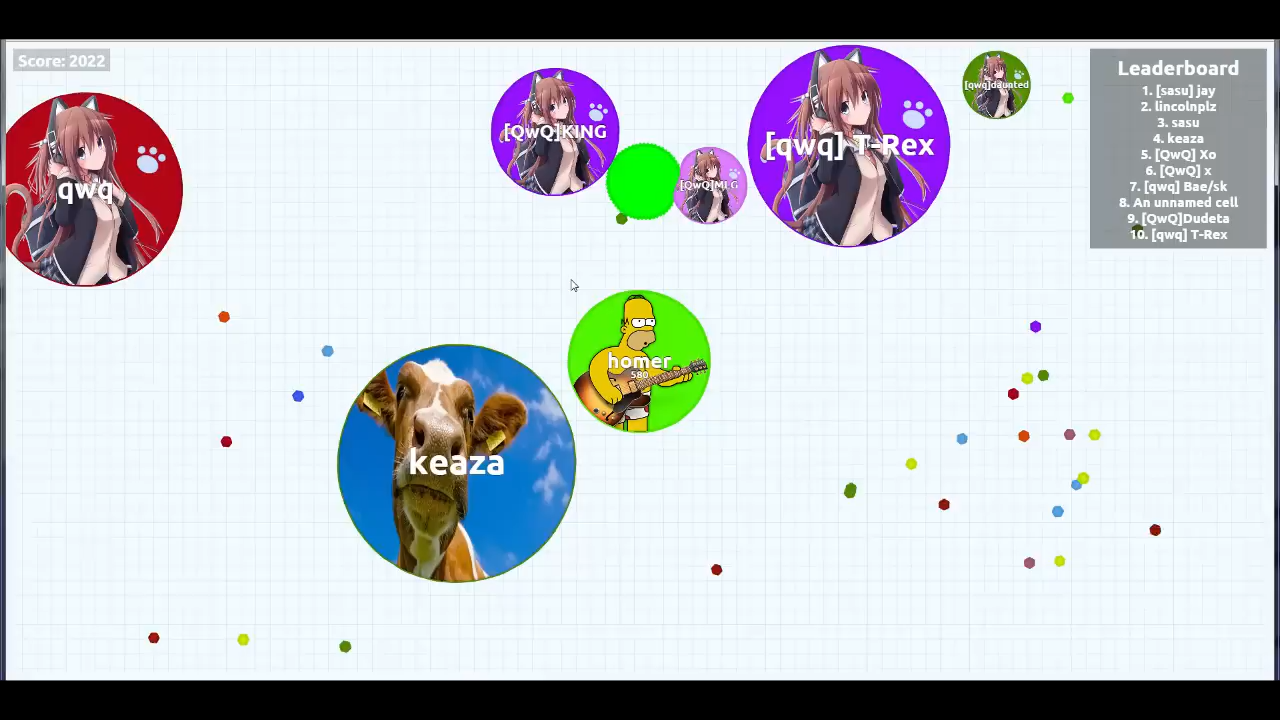 Score: 2022
Leaderboard
1. [sasu] jay
2. lincolnplz
3. sasu
4. keaza
5. [QwQ] Xo
6. [QwQ] x
7. [qwq] Bae/sk
8. An unnamed cell
9. [QwQ]Dudeta
10. [qwq] T-Rex
[qwq]daunted
[QwQ]KING
[qwq] T-Rex
[QwQ]MLG
qwq
homer
580
keaza